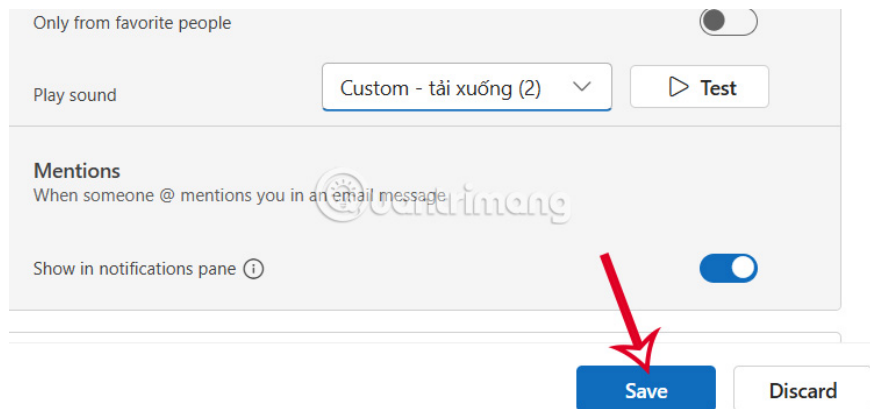 Only from favorite people
Play sound
Custom - tải xuống (2)
Test
Mentions
When someone @ mentions you in an email message
Quantrimang
Show in notifications pane
Save
Discard